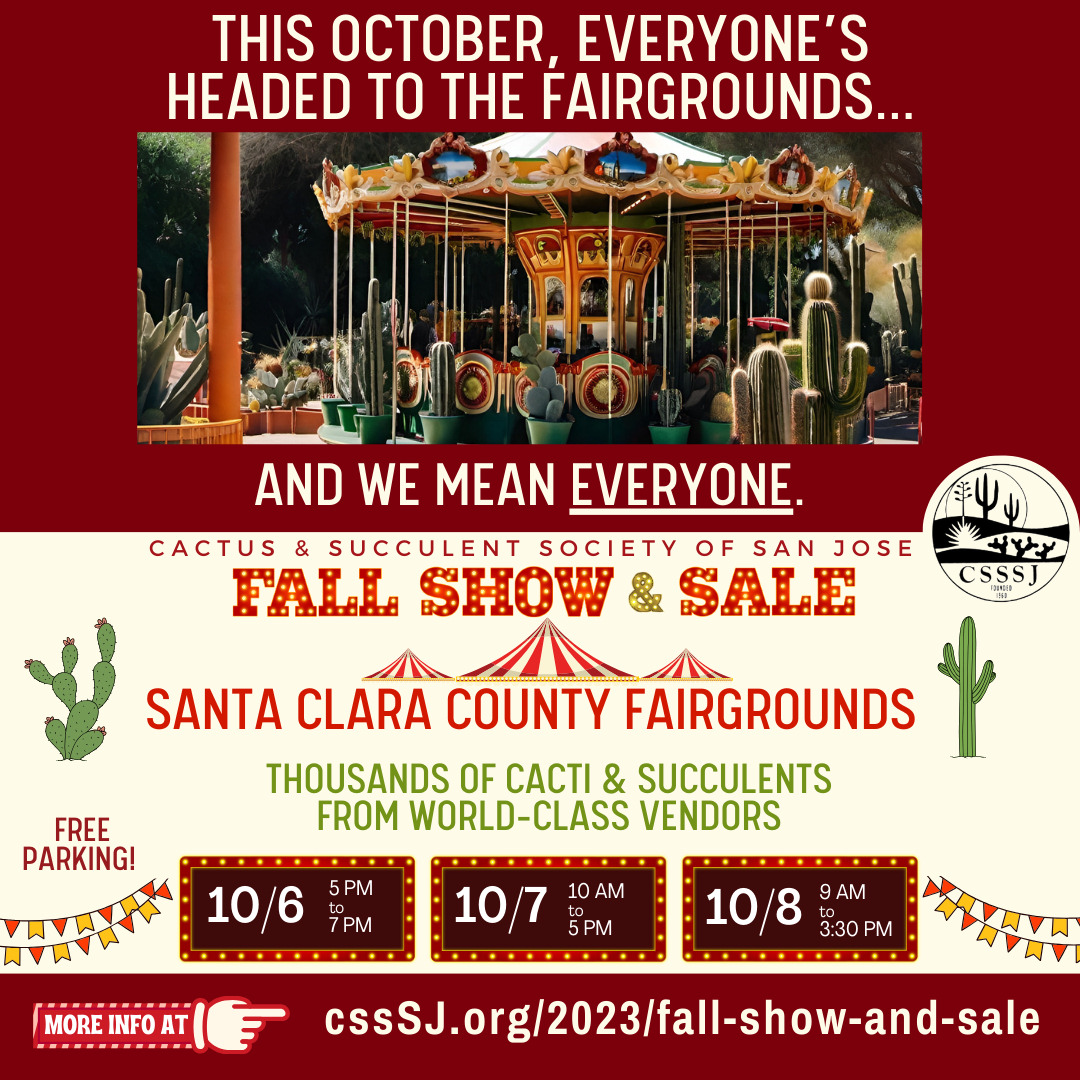 THIS OCTOBER, EVERYONE'S
HEADED TO THE FAIRGROUNDS...
AND WE MEAN EVERYONE.
CACTUS & SUCCULENT SOCIETY OF SAN JOSE
CSSSJ
FOUNDED
1960
FALL SHOW & SALE
SANTA CLARA COUNTY FAIRGROUNDS
THOUSANDS OF CACTI & SUCCULENTS
FROM WORLD-CLASS VENDORS
FREE
PARKING!
10/6
5 PM
to
7 PM
10/7
10 AM
to
5 PM
10/8
9 AM
to
3:30 PM
MORE INFO AT
cssSJ.org/2023/fall-show-and-sale